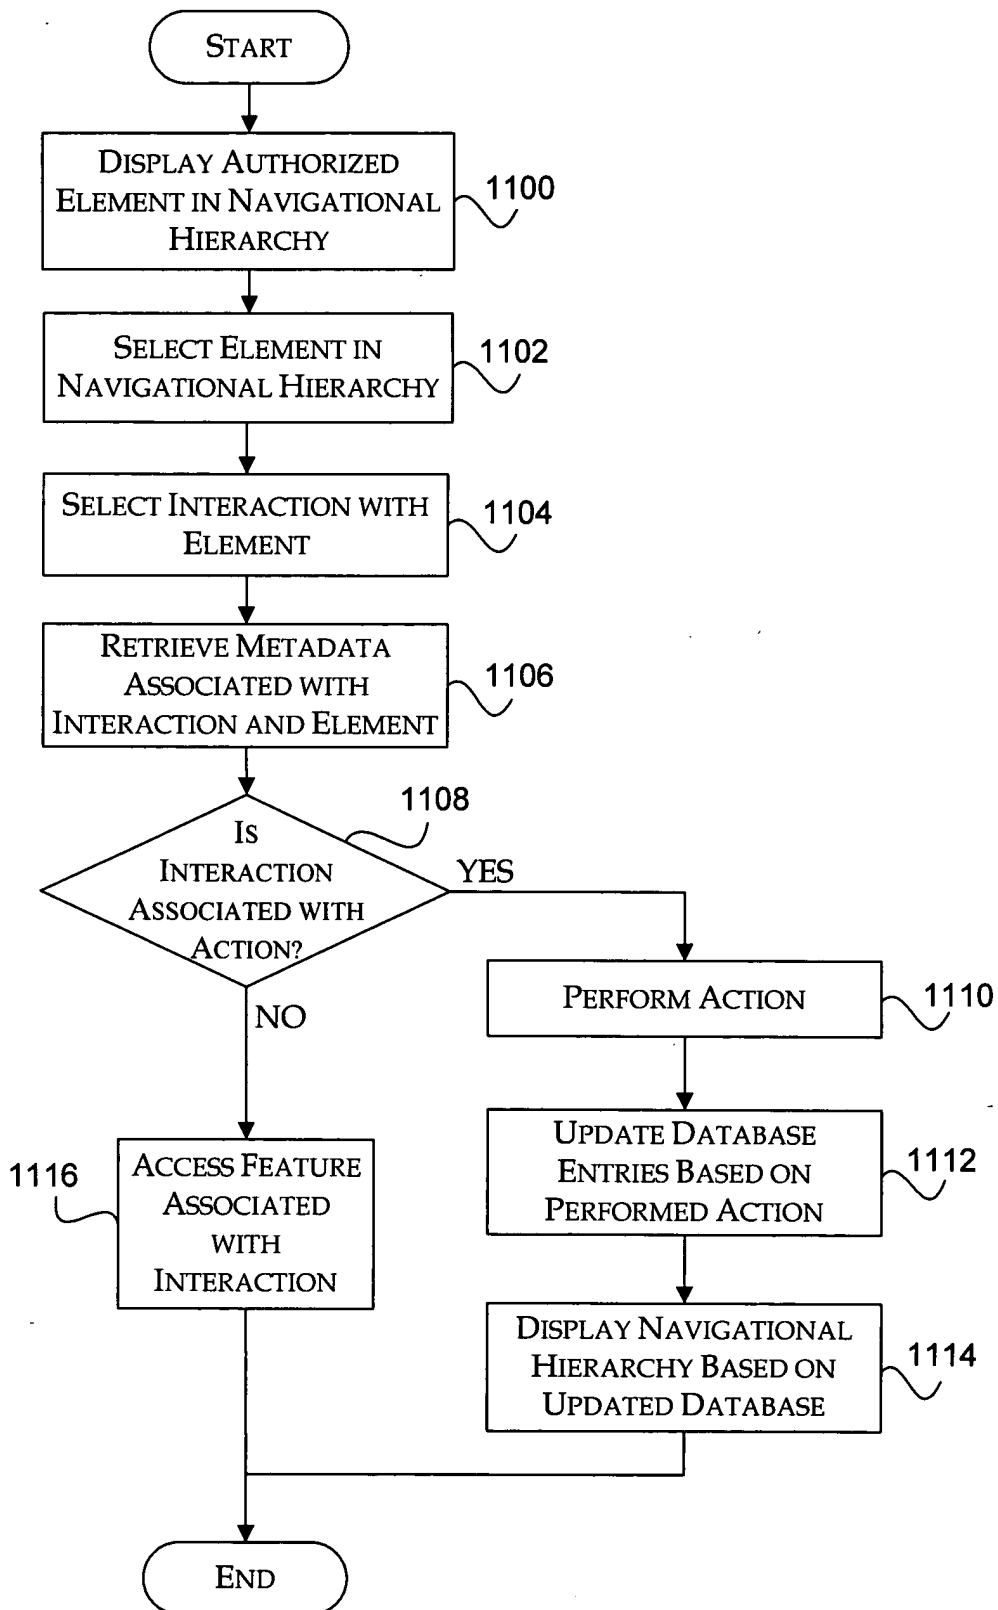 START
DISPLAY AUTHORIZED
ELEMENT IN NAVIGATIONAL
HIERARCHY
1100
SELECT ELEMENT IN
NAVIGATIONAL HIERARCHY
1102
SELECT INTERACTION WITH
ELEMENT
1104
RETRIEVE METADATA
ASSOCIATED WITH
INTERACTION AND ELEMENT
1106
IS
INTERACTION
ASSOCIATED WITH
ACTION?
1108
YES
NO
PERFORM ACTION
1110
UPDATE DATABASE
ENTRIES BASED ON
PERFORMED ACTION
1112
DISPLAY NAVIGATIONAL
HIERARCHY BASED ON
UPDATED DATABASE
1114
1116
ACCESS FEATURE
ASSOCIATED
WITH
INTERACTION
END